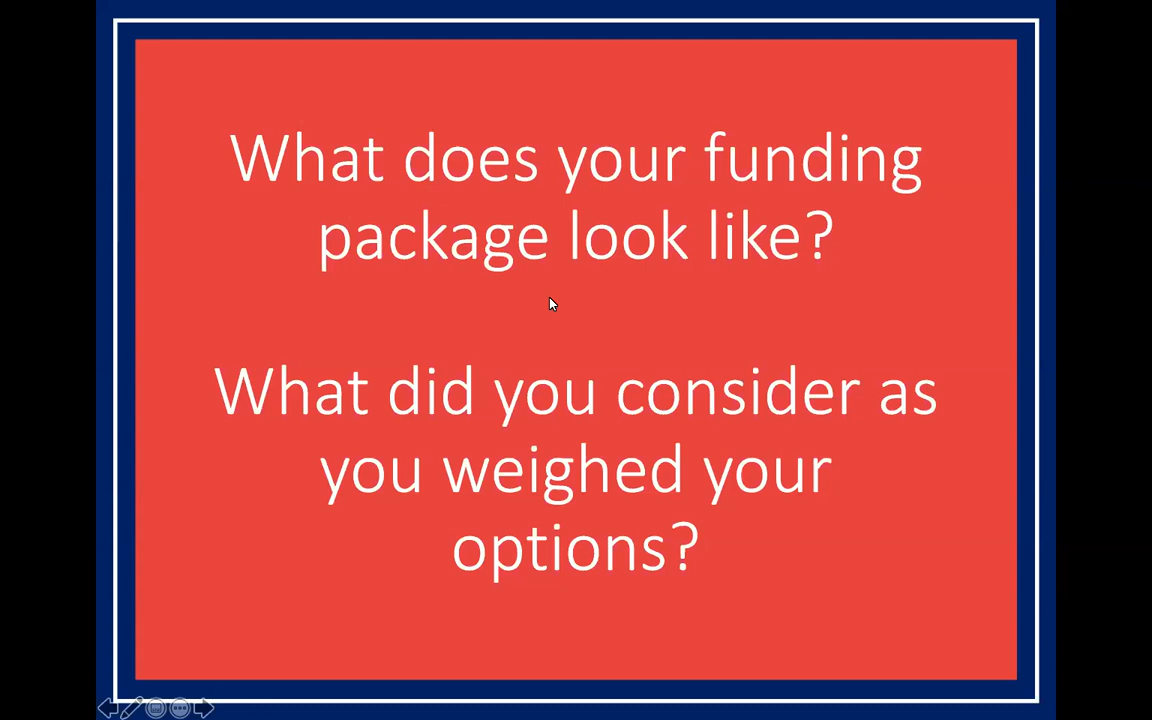 What does your funding
package look like?
What did you consider as
you weighed your
options?